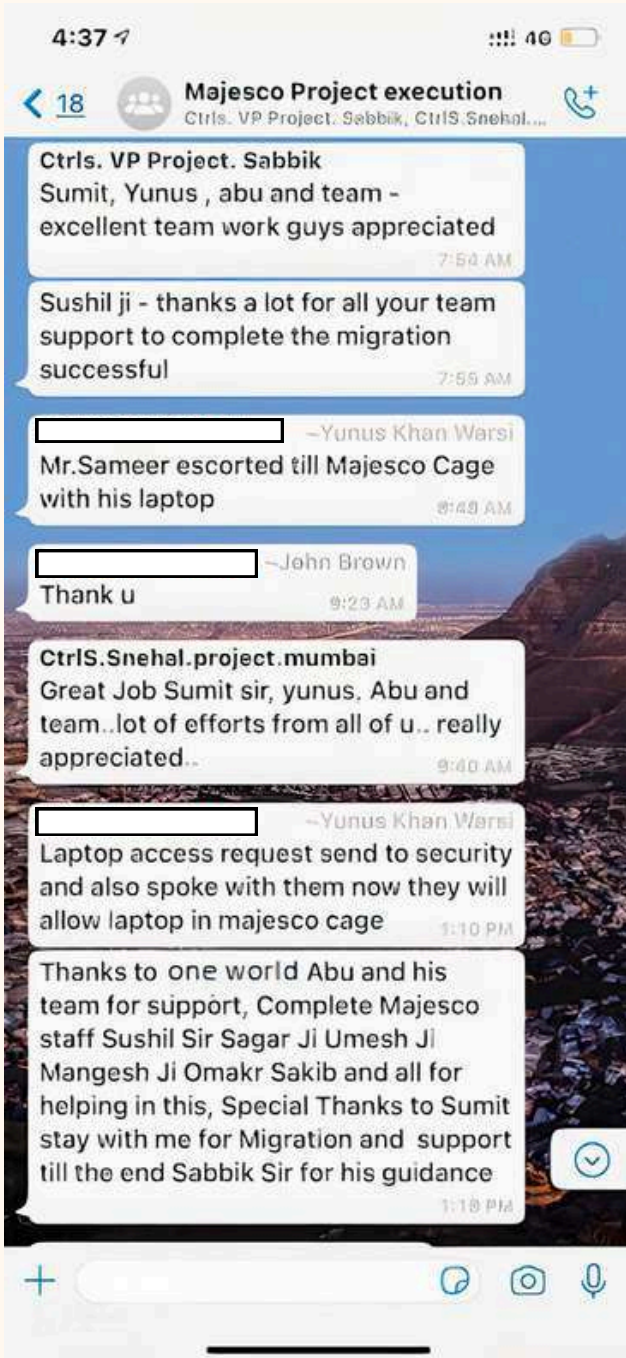 4:37
4G
18
Majesco Project execution
Ctrls. VP Project. Sabbik, CtrlS.Snehal....
Ctrls. VP Project. Sabbik
Sumit, Yunus , abu and team -
excellent team work guys appreciated
7:54 AM
Sushil ji - thanks a lot for all your team
support to complete the migration
successful
7:55 AM
~Yunus Khan Warsi
Mr.Sameer escorted till Majesco Cage
with his laptop
~John Brown
Thank u
9:23 AM
CtrlS.Snehal.project.mumbai
Great Job Sumit sir, yunus. Abu and
team..lot of efforts from all of u.. really
appreciated..
9:40 AM
~Yunus Khan Warsi
Laptop access request send to security
and also spoke with them now they will
allow laptop in majesco cage
1:10 PM
Thanks to one world Abu and his
team for support, Complete Majesco
staff Sushil Sir Sagar Ji Umesh Ji
Mangesh Ji Omakr Sakib and all for
helping in this, Special Thanks to Sumit
stay with me for Migration and support
till the end Sabbik Sir for his guidance